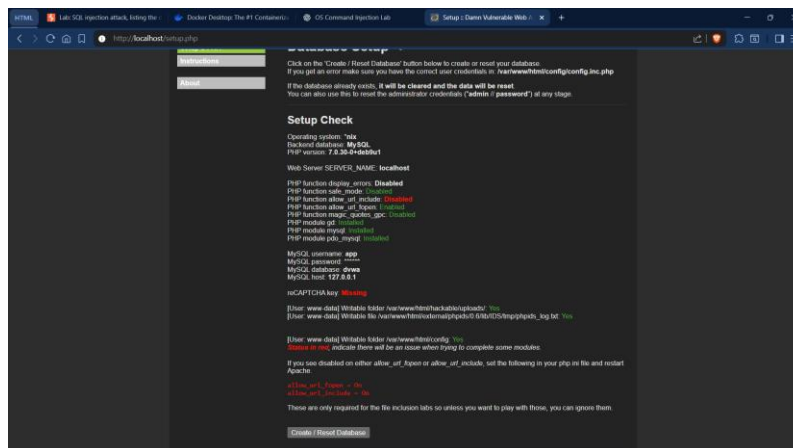 HTML
Lab: SQL injection attack, listing the
Docker Desktop: The #1 Containeriz
OS Command Injection Lab
Setup :: Damn Vulnerable Web A
http://localhost/setup.php
Instructions
About
Database Setup
Click on the 'Create / Reset Database' button below to create or reset your database.
If you get an error make sure you have the correct user credentials in: /var/www/html/config/config.inc.php
If the database already exists, it will be cleared and the data will be reset.
You can also use this to reset the administrator credentials ("admin // password") at any stage.
Setup Check
Operating system: *nix
Backend database: MySQL
PHP version: 7.0.30-0+deb9u1
Web Server SERVER_NAME: localhost
PHP function display_errors: Disabled
PHP function safe_mode: Disabled
PHP function allow_url_include: Disabled
PHP function allow_url_fopen: Enabled
PHP function magic_quotes_gpc: Disabled
PHP module gd: Installed
PHP module mysql: Installed
PHP module pdo_mysql: Installed
MySQL username: app
MySQL password: ******
MySQL database: dvwa
MySQL host: 127.0.0.1
reCAPTCHA key: Missing
[User: www-data] Writable folder /var/www/html/hackable/uploads/: Yes
[User: www-data] Writable file /var/www/html/external/phpids/0.6/lib/IDS/tmp/phpids_log.txt: Yes
[User: www-data] Writable folder /var/www/html/config: Yes
Status in red, indicate there will be an issue when trying to complete some modules.
If you see disabled on either allow_url_fopen or allow_url_include, set the following in your php.ini file and restart
Apache.
allow_url_fopen = On
allow_url_include = On
These are only required for the file inclusion labs so unless you want to play with those, you can ignore them.
Create / Reset Database